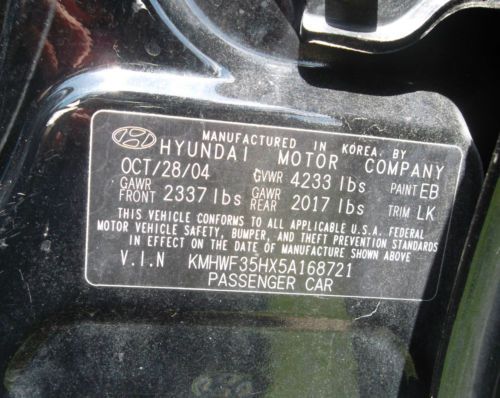 MANUFACTURED IN KOREA BY
HYUNDAI MOTOR COMPANY
OCT/28/04 GVWR 4233 lbs PAINT EB
GAWR FRONT 2337 lbs GAWR REAR 2017 lbs TRIM LK
THIS VEHICLE CONFORMS TO ALL APPLICABLE U.S.A. FEDERAL
MOTOR VEHICLE SAFETY, BUMPER, AND THEFT PREVENTION STANDARDS
IN EFFECT ON THE DATE OF MANUFACTURE SHOWN ABOVE
V.I.N KMHWF35HX5A168721
PASSENGER CAR